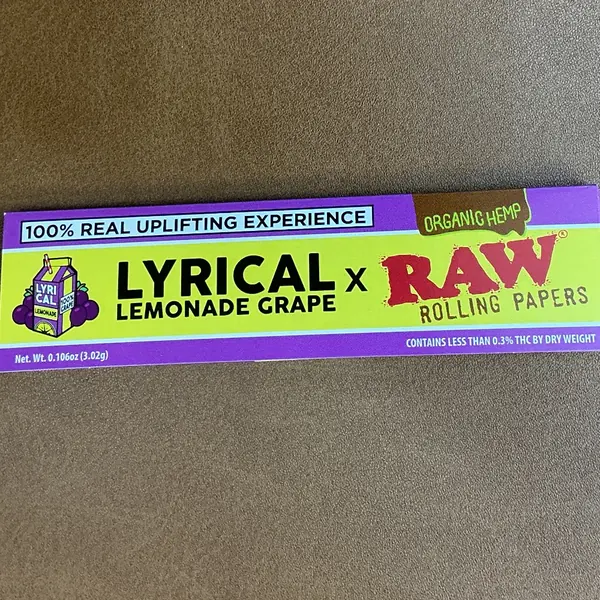 100% REAL UPLIFTING EXPERIENCE
ORGANIC HEMP
LYRI
CAL
LEMONADE
LYRICAL X RAW®
LEMONADE GRAPE
ROLLING PAPERS
Net. Wt. 0.106oz (3.02g)
CONTAINS LESS THAN 0.3% THC BY DRY WEIGHT